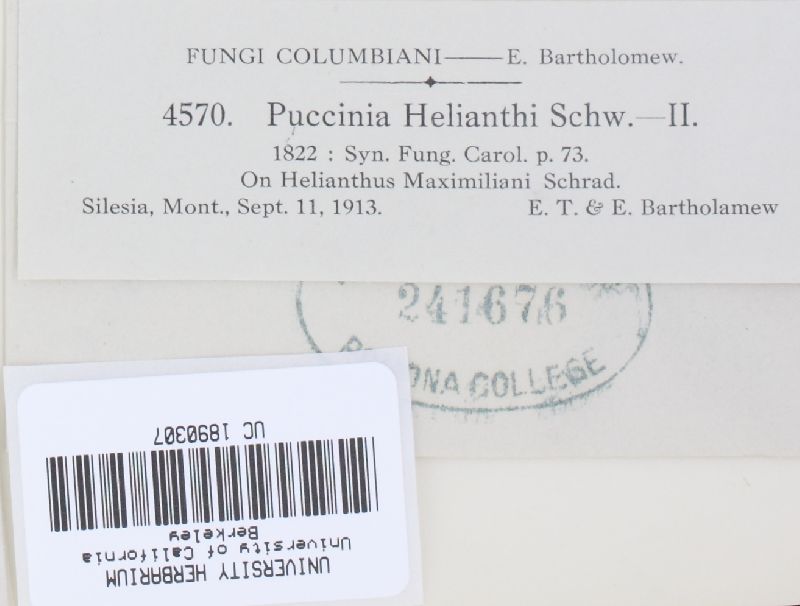 FUNGI COLUMBIANI——E. Bartholomew.
4570. Puccinia Helianthi Schw.—II.
1822 : Syn. Fung. Carol. p. 73.
On Helianthus Maximiliani Schrad.
Silesia, Mont., Sept. 11, 1913. E. T. & E. Bartholamew
241676
COLLEGE
UNIVERSITY HERBARIUM
University of California
Berkeley
UC 1890307